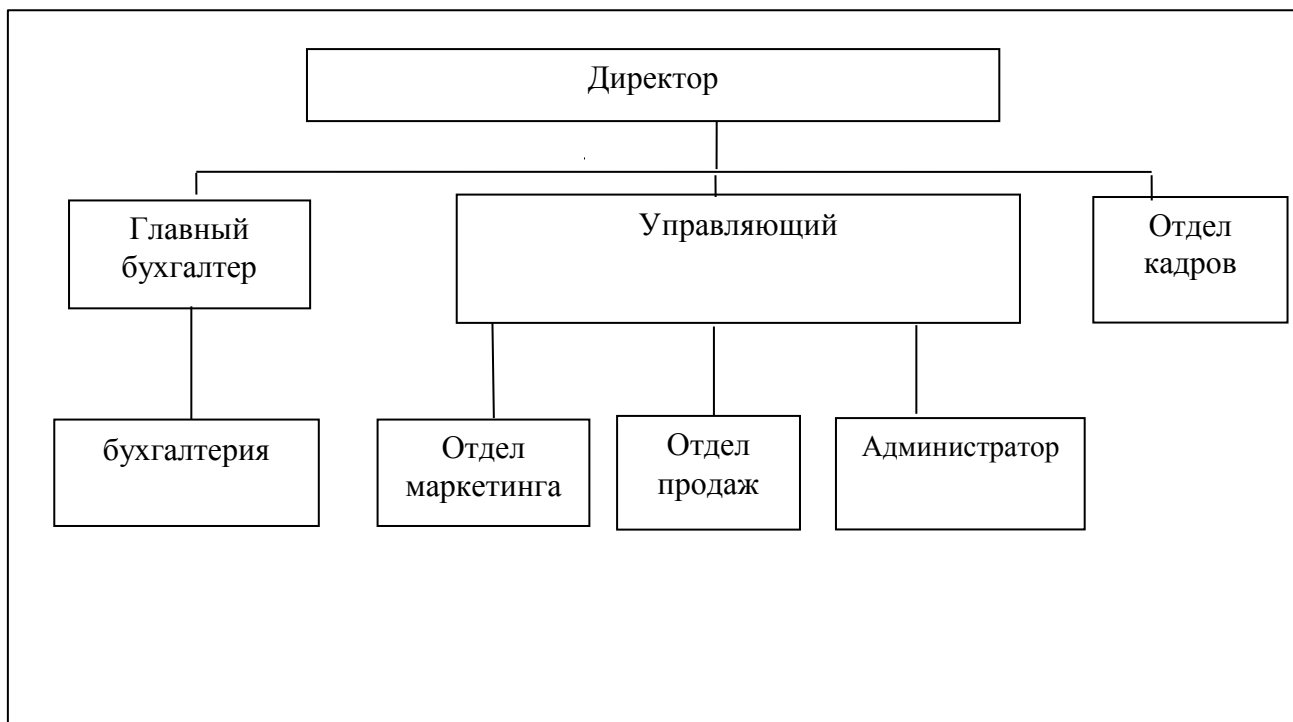 Директор
Главный
бухгалтер
Управляющий
Отдел
кадров
бухгалтерия
Отдел
маркетинга
Отдел
продаж
Администратор